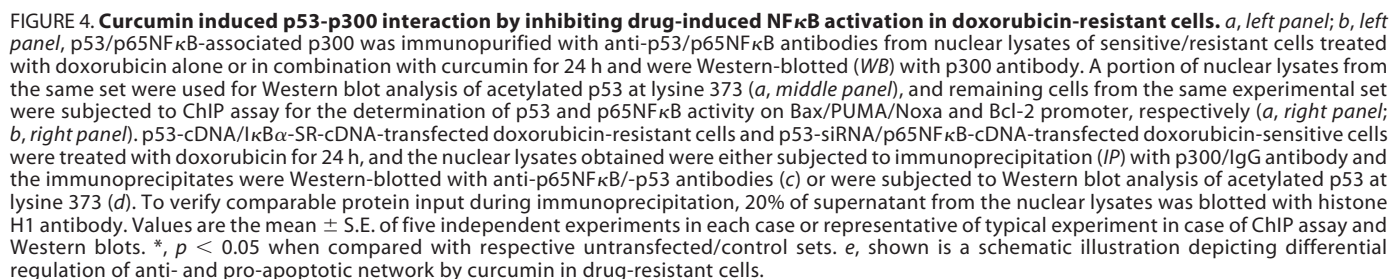 FIGURE 4. Curcumin induced p53-p300 interaction by inhibiting drug-induced NFκB activation in doxorubicin-resistant cells. a, left panel; b, left
panel, p53/p65NFκB-associated p300 was immunopurified with anti-p53/p65NFκB antibodies from nuclear lysates of sensitive/resistant cells treated
with doxorubicin alone or in combination with curcumin for 24 h and were Western-blotted (WB) with p300 antibody. A portion of nuclear lysates from
the same set were used for Western blot analysis of acetylated p53 at lysine 373 (a, middle panel), and remaining cells from the same experimental set
were subjected to ChIP assay for the determination of p53 and p65NFκB activity on Bax/PUMA/Noxa and Bcl-2 promoter, respectively (a, right panel;
b, right panel). p53-cDNA/IκBα-SR-cDNA-transfected doxorubicin-resistant cells and p53-siRNA/p65NFκB-cDNA-transfected doxorubicin-sensitive cells
were treated with doxorubicin for 24 h, and the nuclear lysates obtained were either subjected to immunoprecipitation (IP) with p300/IgG antibody and
the immunoprecipitates were Western-blotted with anti-p65NFκB/-p53 antibodies (c) or were subjected to Western blot analysis of acetylated p53 at
lysine 373 (d). To verify comparable protein input during immunoprecipitation, 20% of supernatant from the nuclear lysates was blotted with histone
H1 antibody. Values are the mean ± S.E. of five independent experiments in each case or representative of typical experiment in case of ChIP assay and
Western blots. *, p < 0.05 when compared with respective untransfected/control sets. e, shown is a schematic illustration depicting differential
regulation of anti- and pro-apoptotic network by curcumin in drug-resistant cells.